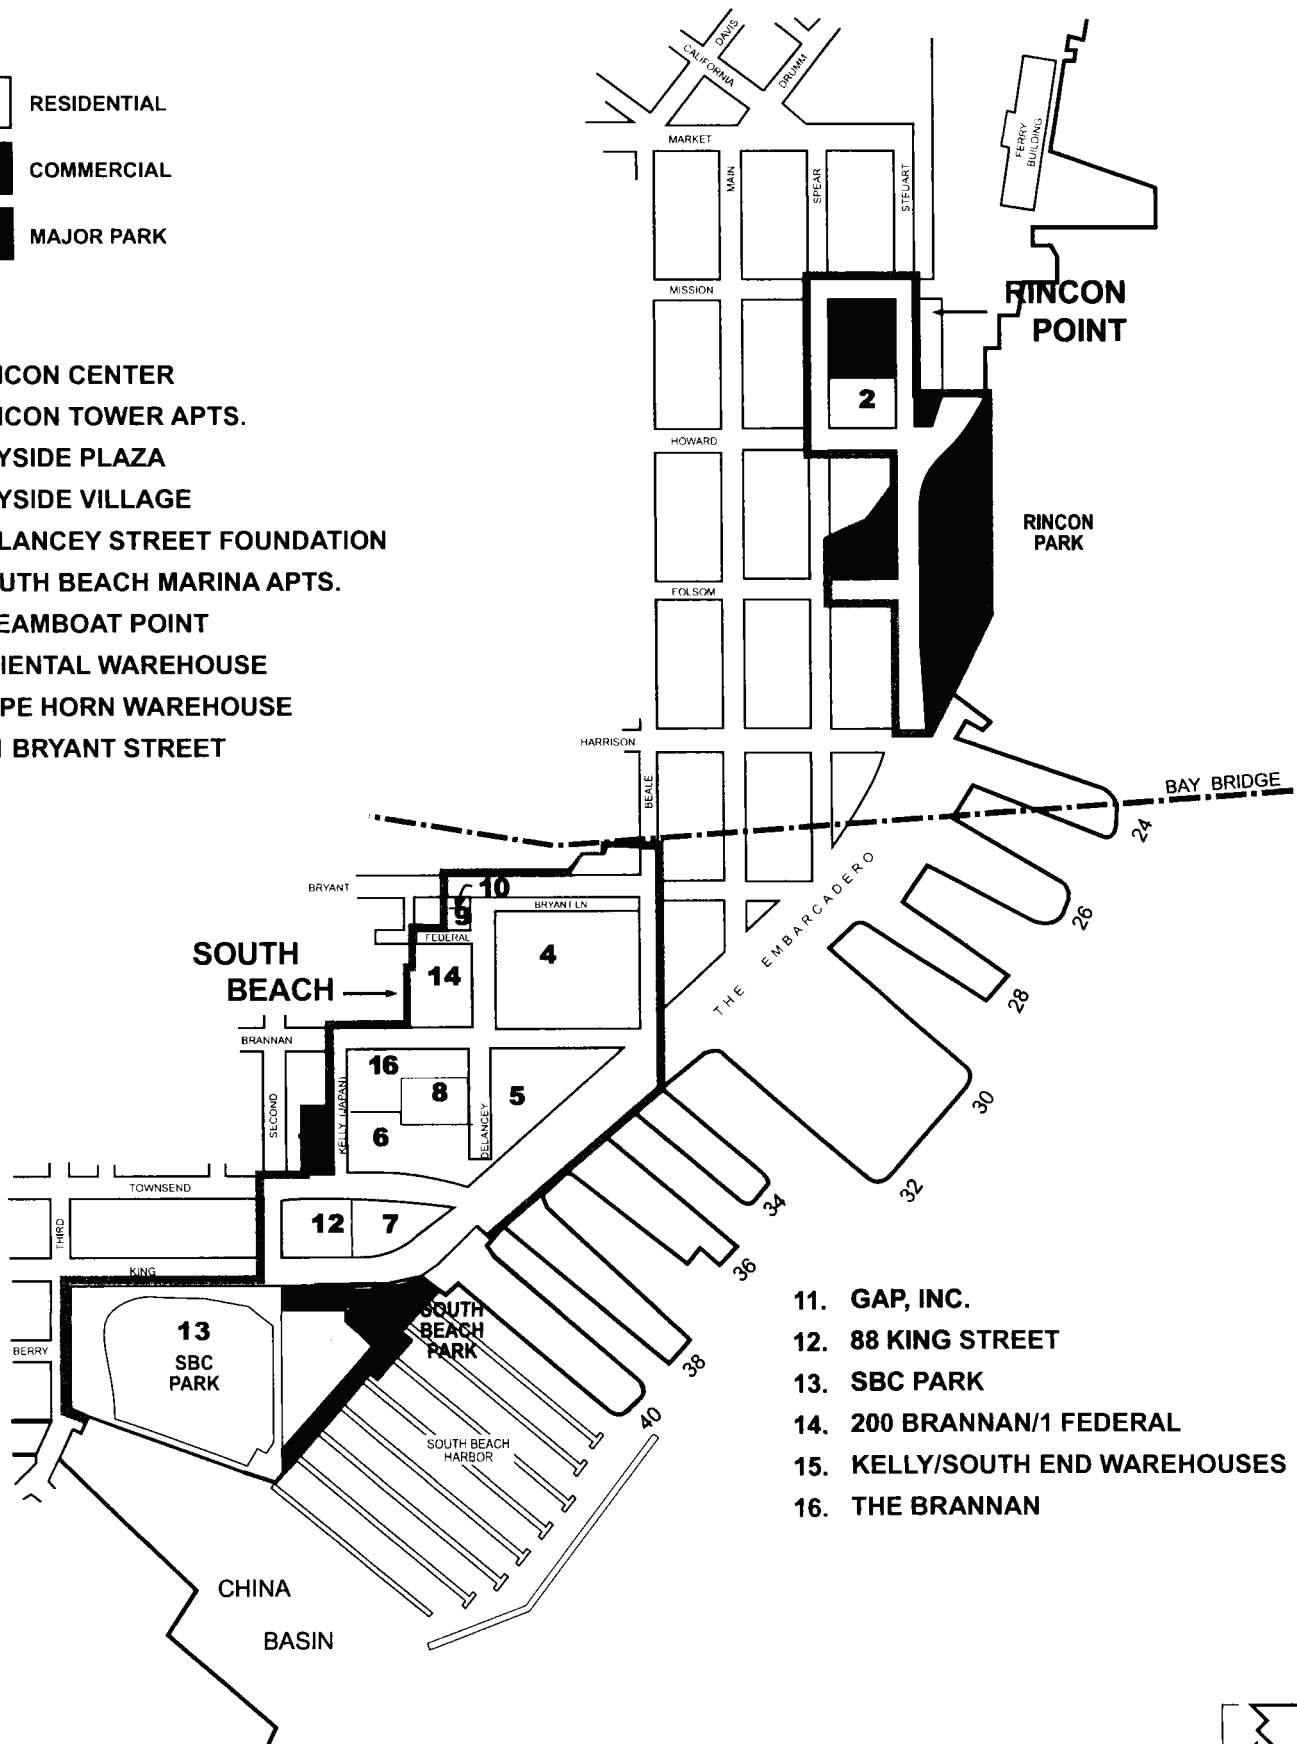 RESIDENTIAL
COMMERCIAL
MAJOR PARK
ICON CENTER
ICON TOWER APTS.
YSIDE PLAZA
YSIDE VILLAGE
LANCEY STREET FOUNDATION
UTH BEACH MARINA APTS.
EAMBOAT POINT
IENTAL WAREHOUSE
PE HORN WAREHOUSE
1 BRYANT STREET
DAVIS
CALIFORNIA
DRUMM
MARKET
MAIN
SPEAR
STEUART
FERRY
BUILDING
MISSION
RINCON
POINT
2
HOWARD
RINCON
PARK
FOLSOM
HARRISON
BEALE
BAY BRIDGE
24
26
28
30
32
34
36
38
40
THE EMBARCADERO
BRYANT
10
9
BRYANT LN
FEDERAL
SOUTH
BEACH
14
4
BRANNAN
16
8
5
6
SECOND
KELLY (JAPAN)
DELANCEY
TOWNSEND
THIRD
12
7
KING
13
SBC
PARK
BERRY
SOUTH
BEACH
PARK
SOUTH BEACH
HARBOR
CHINA
BASIN
11. GAP, INC.
12. 88 KING STREET
13. SBC PARK
14. 200 BRANNAN/1 FEDERAL
15. KELLY/SOUTH END WAREHOUSES
16. THE BRANNAN